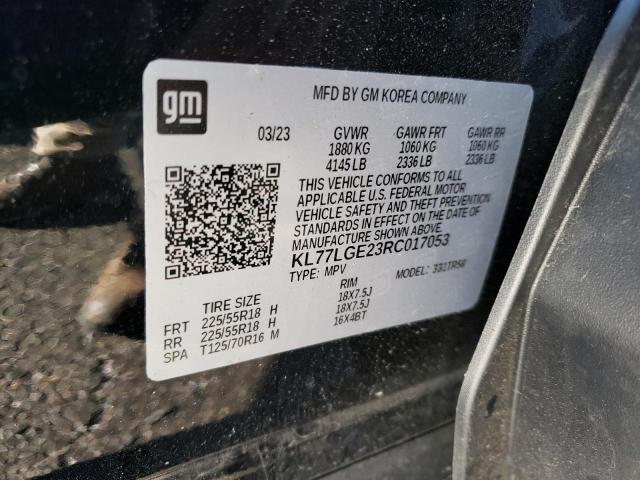 gm
MFD BY GM KOREA COMPANY
03/23 GVWR GAWR FRT GAWR RR
1880 KG 1060 KG 1060 KG
4145 LB 2336 LB 2336 LB
THIS VEHICLE CONFORMS TO ALL
APPLICABLE U.S. FEDERAL MOTOR
VEHICLE SAFETY AND THEFT PREVENTION
STANDARDS IN EFFECT ON THE DATE OF
MANUFACTURE SHOWN ABOVE.
KL77LGE23RC017053
TYPE: MPV MODEL: 331TR58
TIRE SIZE RIM
FRT 225/55R18 H 18X7.5J
RR 225/55R18 H 18X7.5J
SPA T125/70R16 M 16X4BT